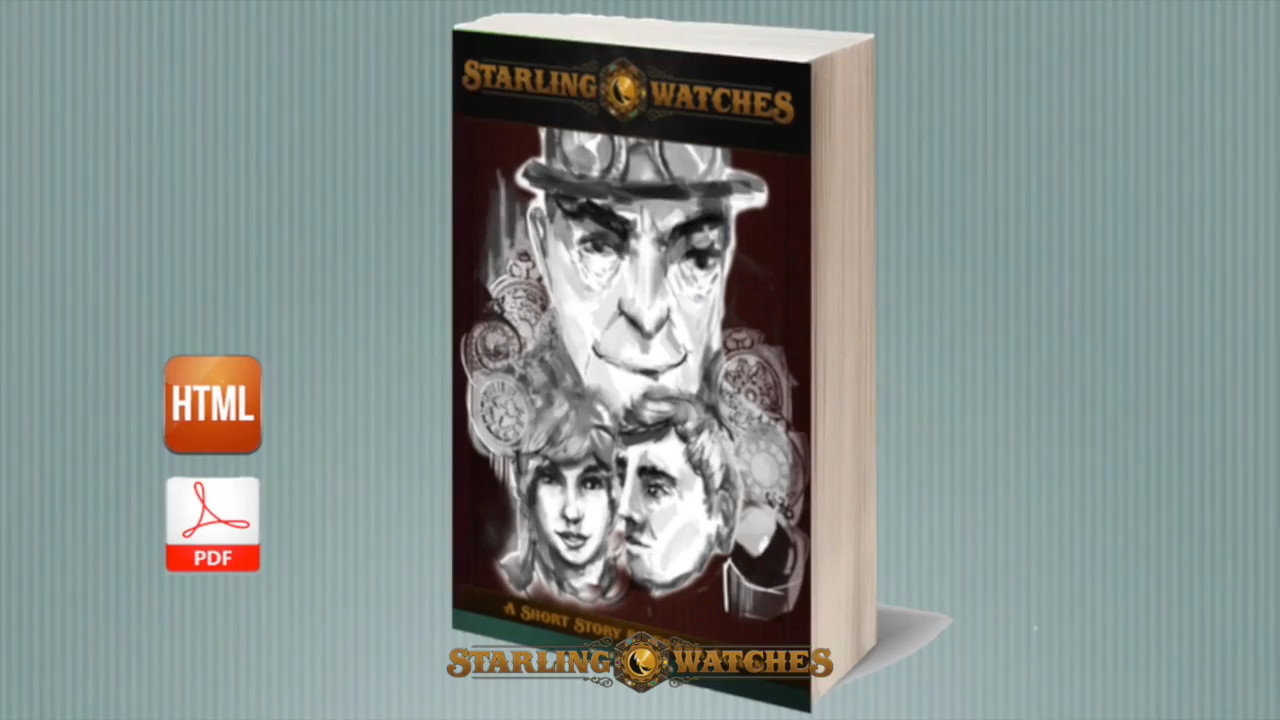 STARLING WATCHES
HTML
PDF
A SHORT STORY
STARLING WATCHES